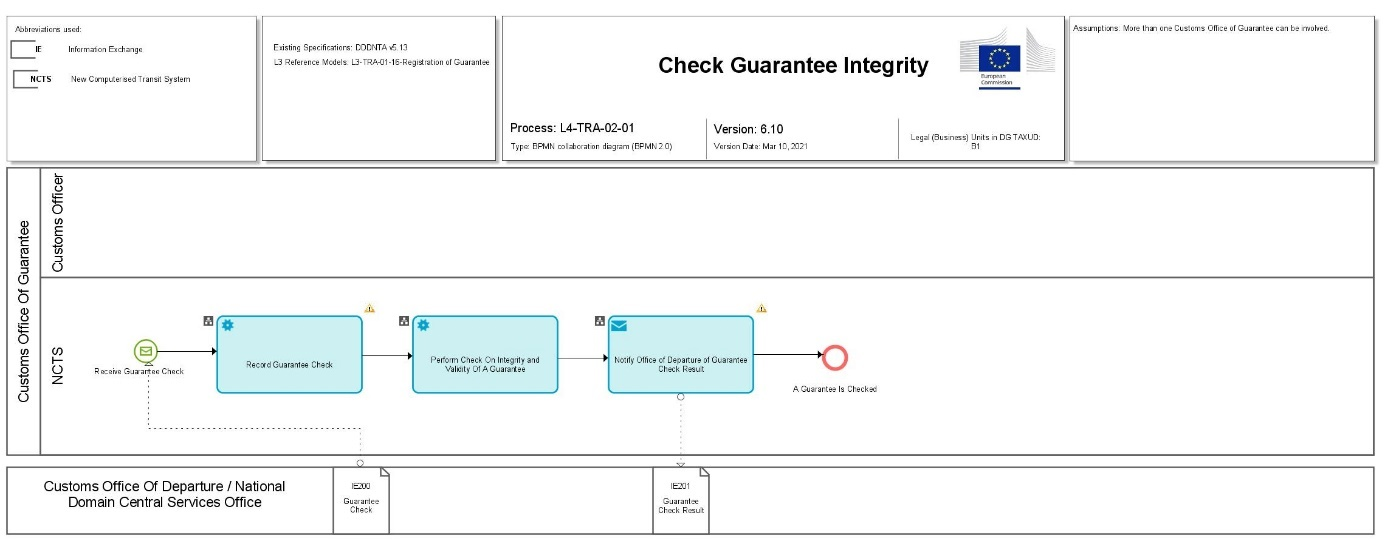 Abbreviations used:
IE
Information Exchange
NCTS
New Computerised Transit System
Existing Specifications: DDDNTA v5.13
L3 Reference Models: L3-TRA-01-16-Registration of Guarantee
Check Guarantee Integrity
European
Commission
Process: L4-TRA-02-01
Type: BPMN collaboration diagram (BPMN 2.0)
Version: 6.10
Version Date: Mar 10, 2021
Legal (Business) Units in DG TAXUD:
B1
Assumptions: More than one Customs Office of Guarantee can be involved.
Customs Office Of Guarantee
Customs Officer
NCTS
Receive Guarantee Check
Record Guarantee Check
Perform Check On Integrity and
Validity Of A Guarantee
Notify Office of Departure of Guarantee
Check Result
A Guarantee Is Checked
Customs Office Of Departure / National
Domain Central Services Office
IE200
Guarantee
Check
IE201
Guarantee
Check Result